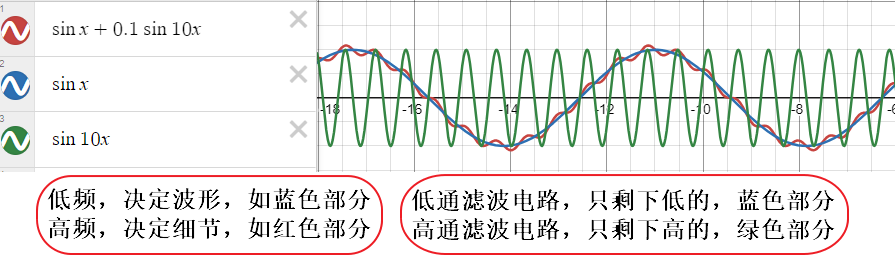 1
sin x + 0.1 sin 10x
2
sin x
3
sin 10x
-18 -16 -14 -12 -10 -8 -6
低频，决定波形，如蓝色部分
高频，决定细节，如红色部分
低通滤波电路，只剩下低的，蓝色部分
高通滤波电路，只剩下高的，绿色部分